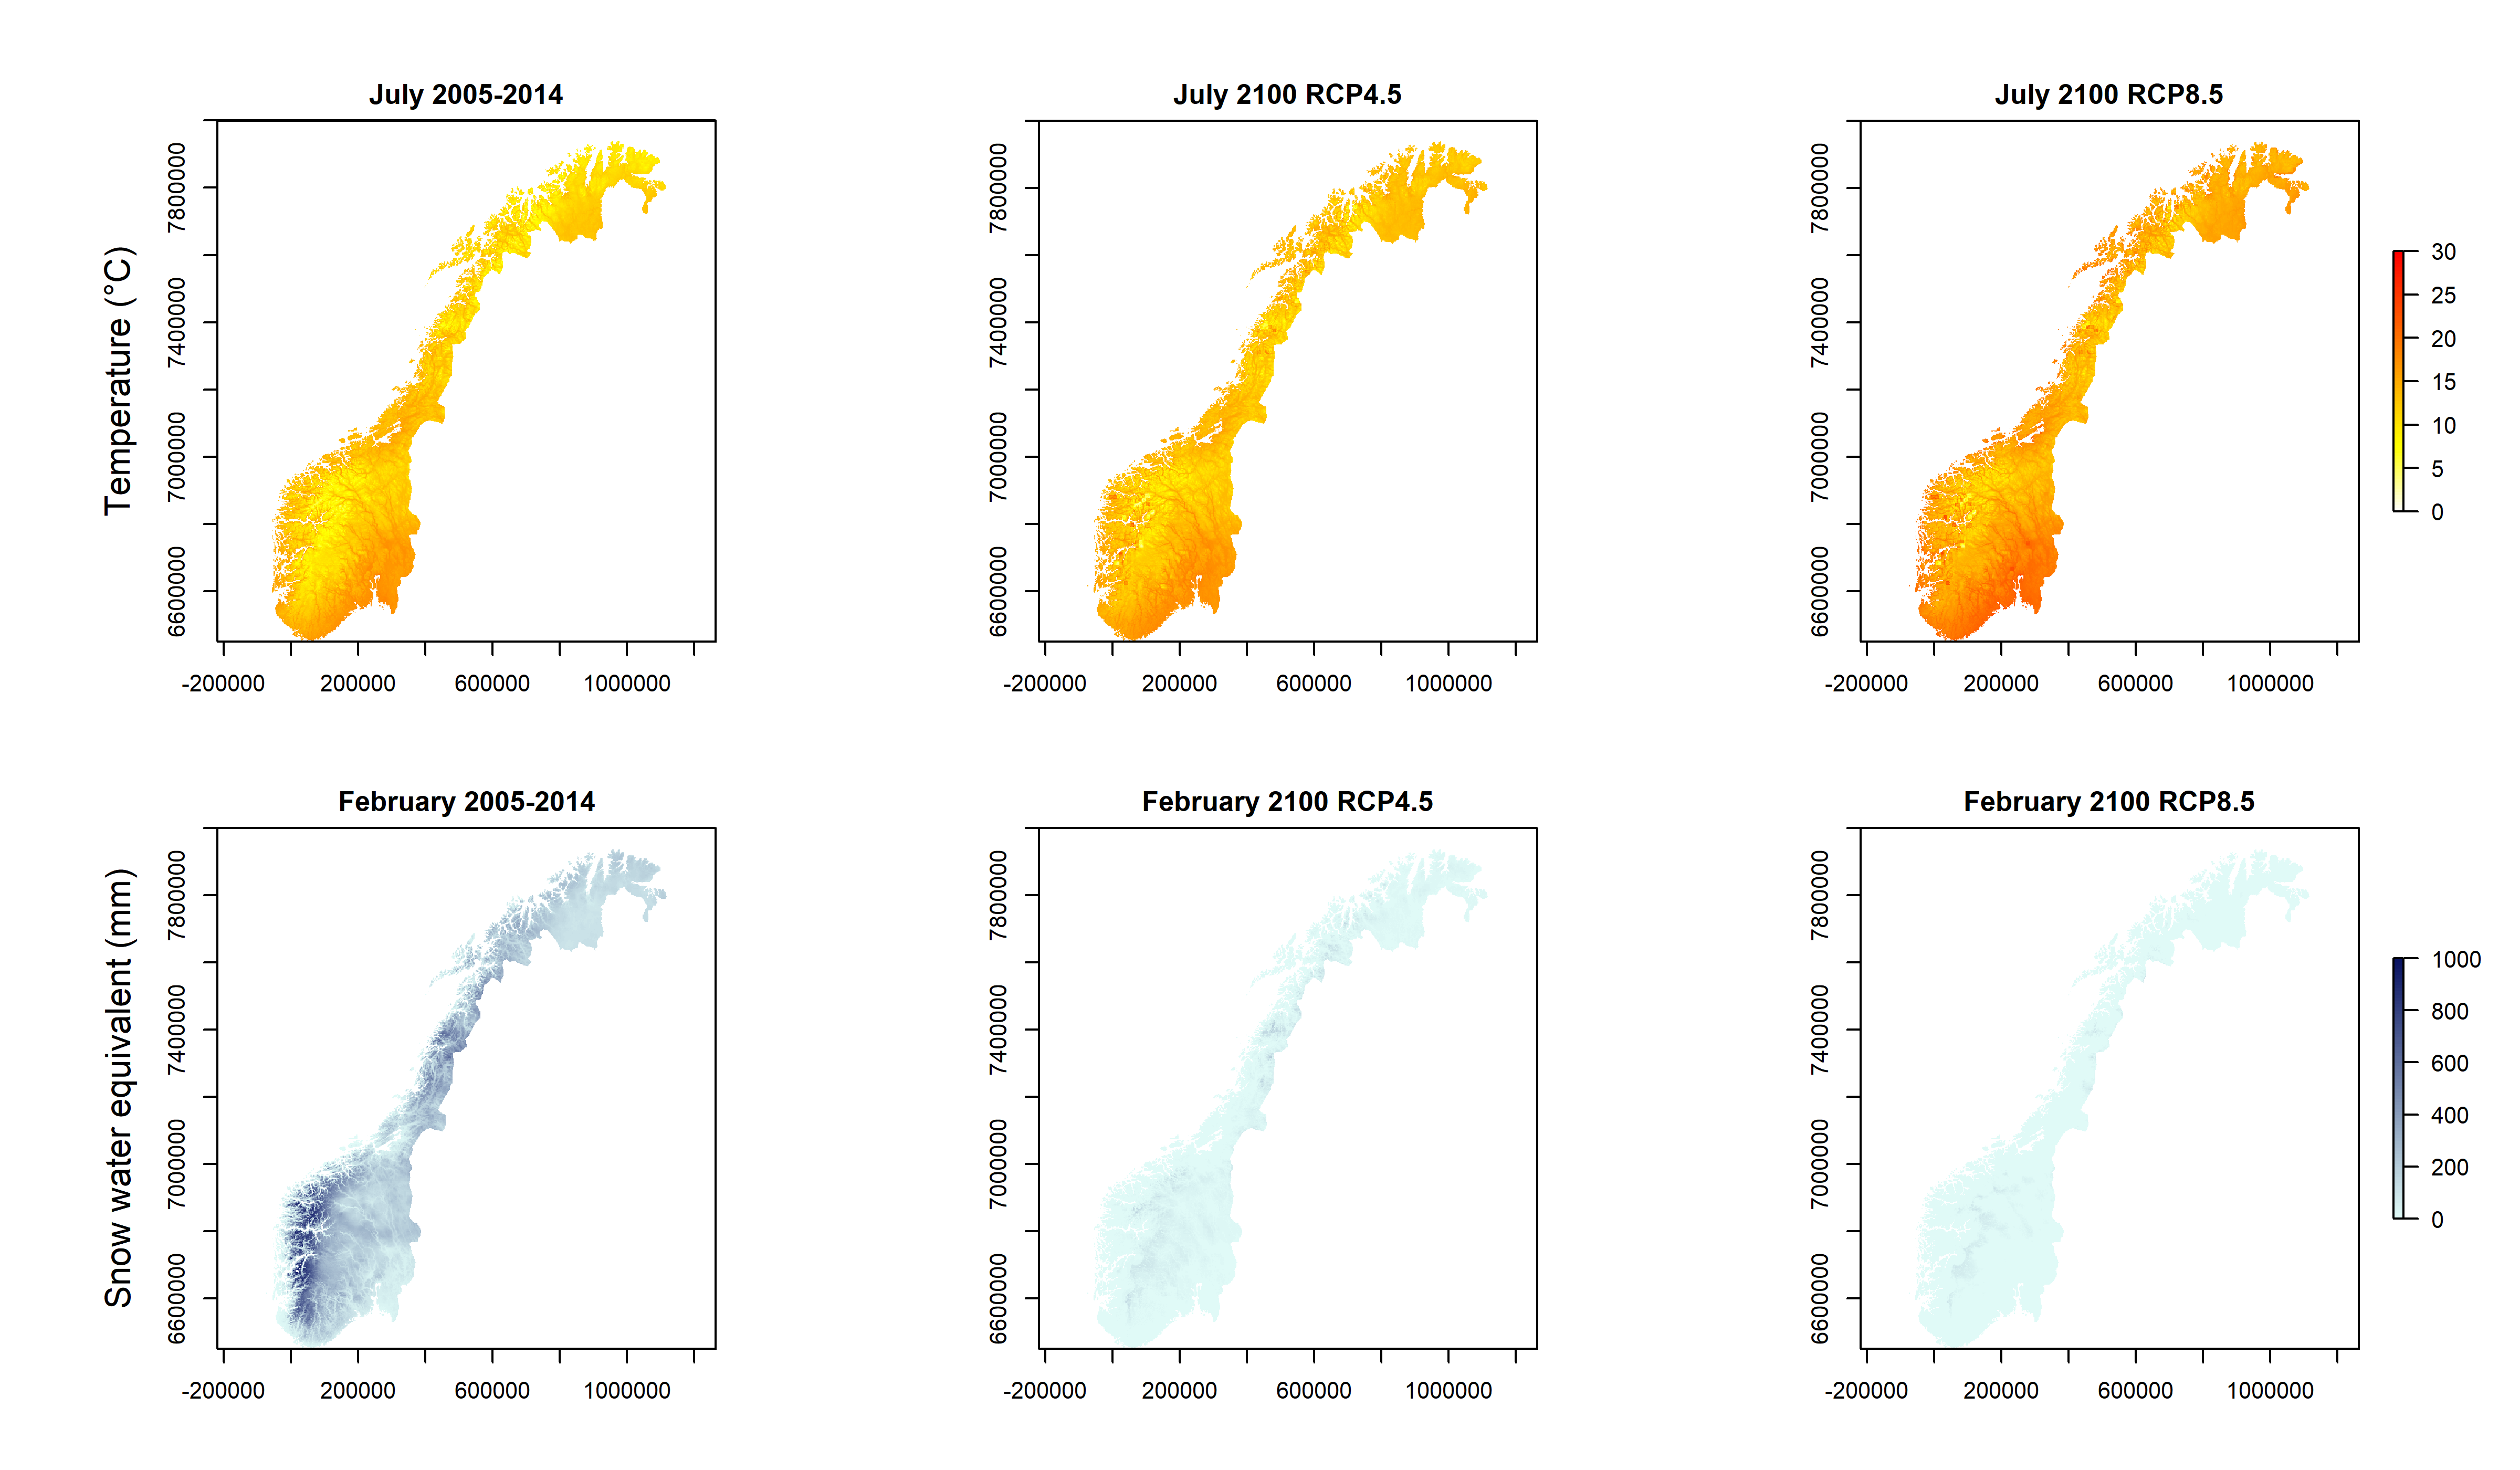 July 2005-2014
July 2100 RCP4.5
July 2100 RCP8.5
Temperature (°C)
7800000
7400000
7000000
6600000
-200000 200000 600000 1000000
7800000
7400000
7000000
6600000
-200000 200000 600000 1000000
7800000
7400000
7000000
6600000
-200000 200000 600000 1000000
30
25
20
15
10
5
0
February 2005-2014
February 2100 RCP4.5
February 2100 RCP8.5
Snow water equivalent (mm)
7800000
7400000
7000000
6600000
-200000 200000 600000 1000000
7800000
7400000
7000000
6600000
-200000 200000 600000 1000000
7800000
7400000
7000000
6600000
-200000 200000 600000 1000000
1000
800
600
400
200
0